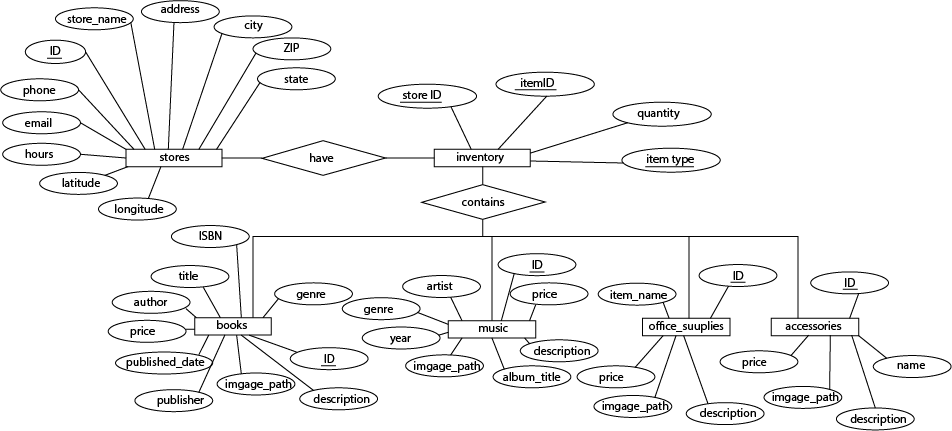 address
store_name
city
ID
ZIP
state
phone
email
hours
latitude
longitude
stores
have
store ID
itemID
quantity
item type
inventory
contains
ISBN
title
genre
author
price
published_date
publisher
imgage_path
description
ID
books
artist
ID
price
genre
year
imgage_path
album_title
description
music
item_name
ID
office_suupplies
price
imgage_path
description
ID
accessories
price
name
imgage_path
description